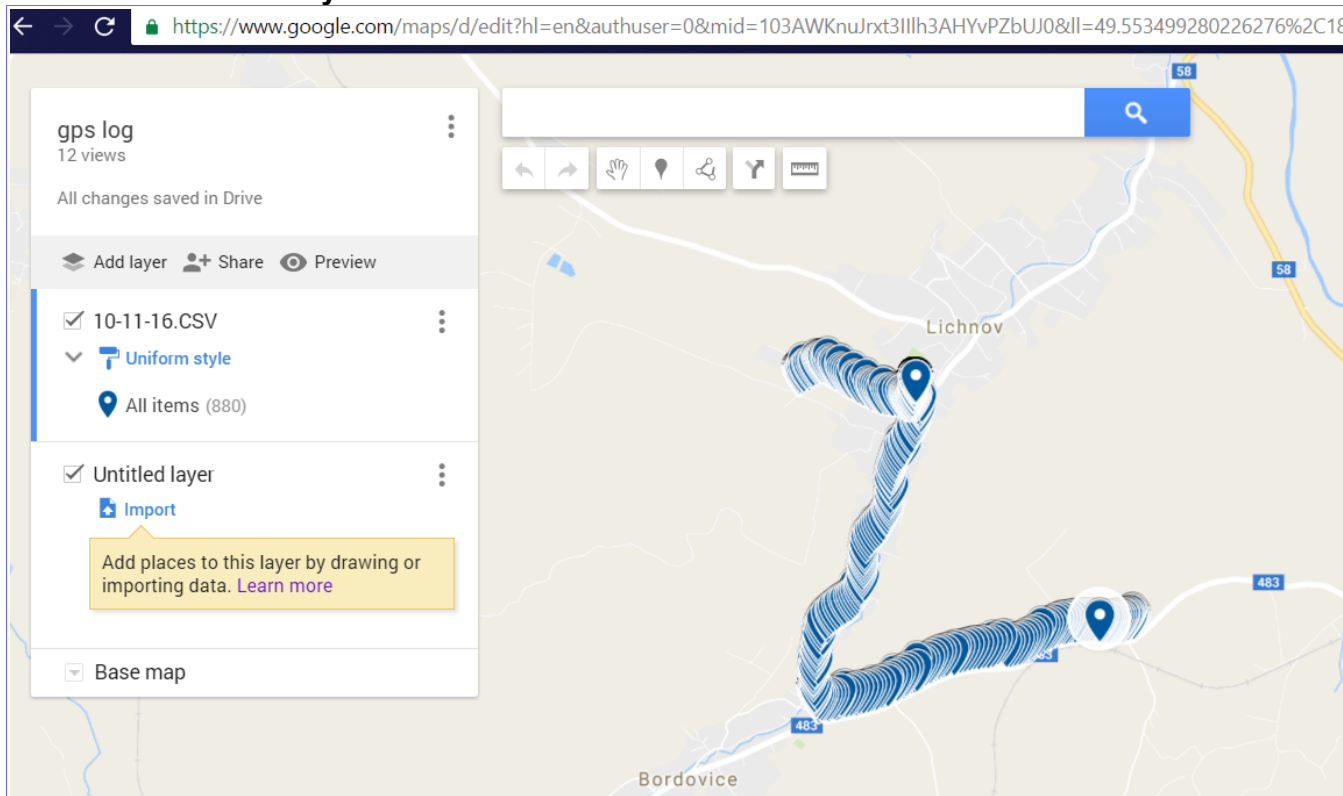 https://www.google.com/maps/d/edit?hl=en&authuser=0&mid=103AWKnuJrxt3IIlh3AHYvPZbUJ0&ll=49.553499280226276%2C18
58
gps log
12 views
All changes saved in Drive
Add layer Share Preview
58
10-11-16.CSV
Lichnov
Uniform style
All items (880)
Untitled layer
Import
Add places to this layer by drawing or
importing data. Learn more
483
483
Base map
483
Bordovice